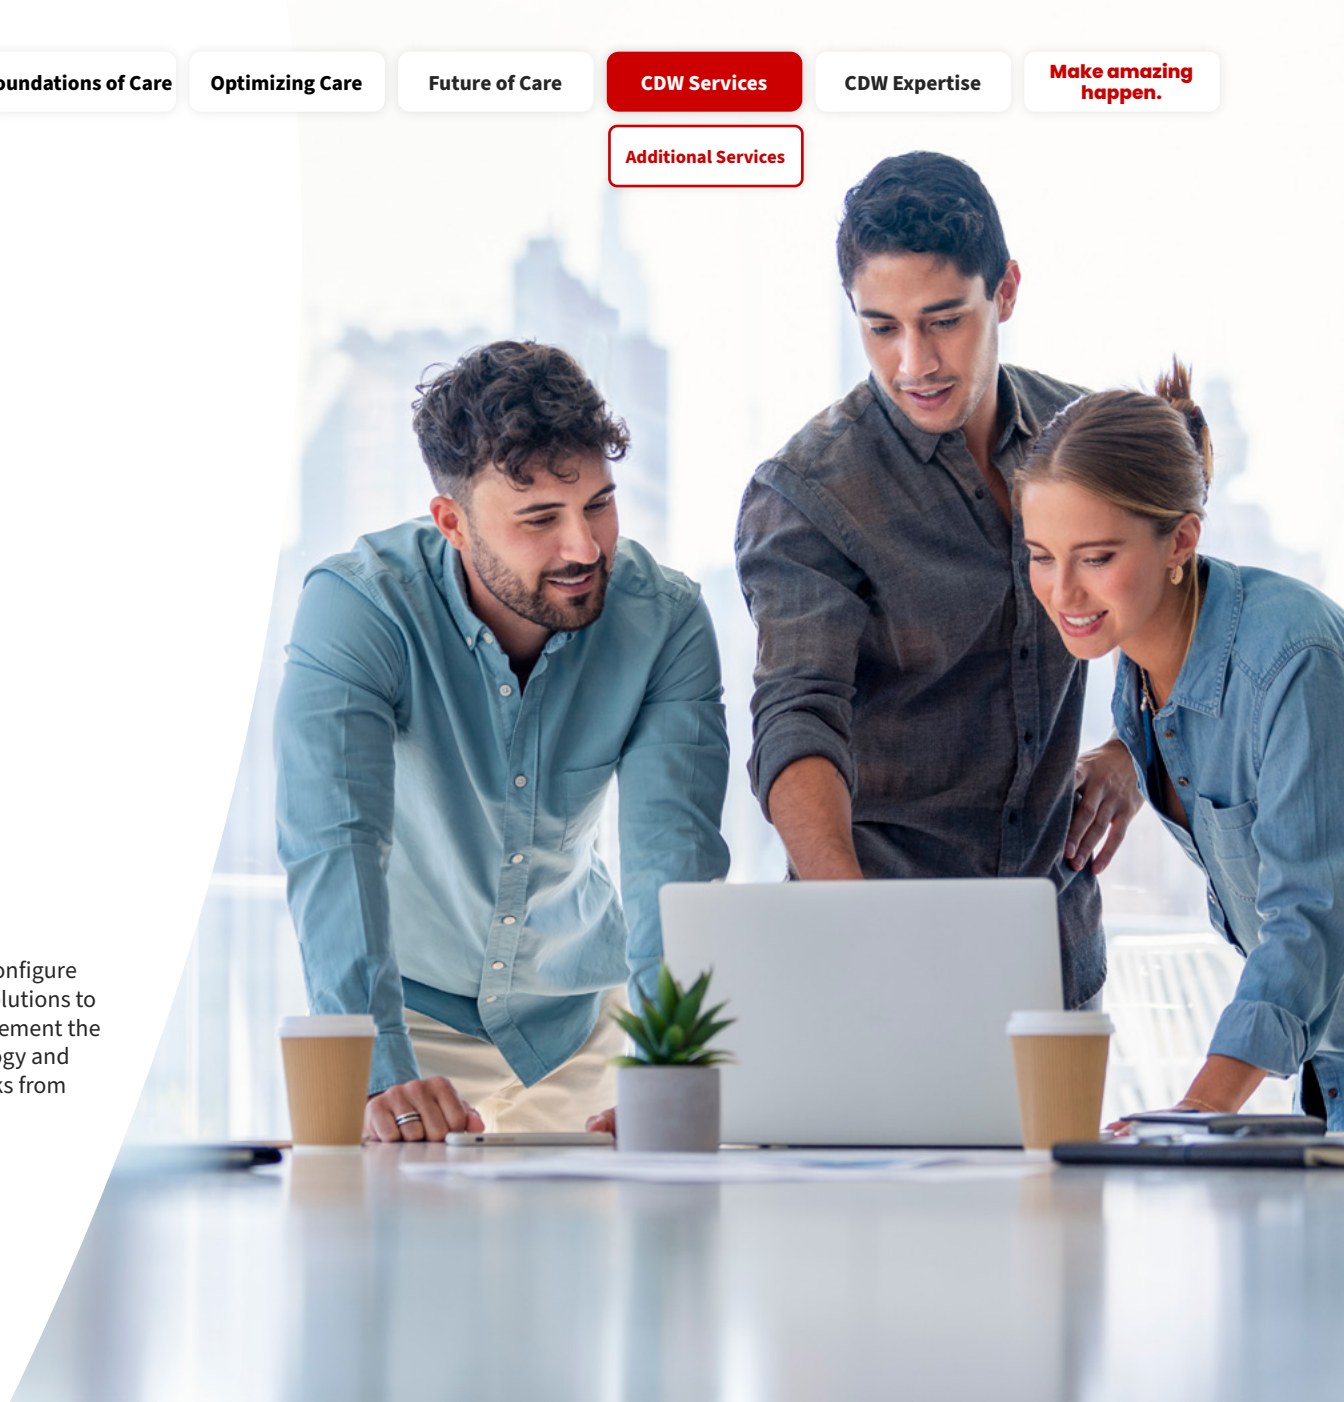 oundations of Care
Optimizing Care
Future of Care
CDW Services
CDW Expertise
Make amazing
happen.
Additional Services
onfigure
lutions to
ement the
gy and
s from